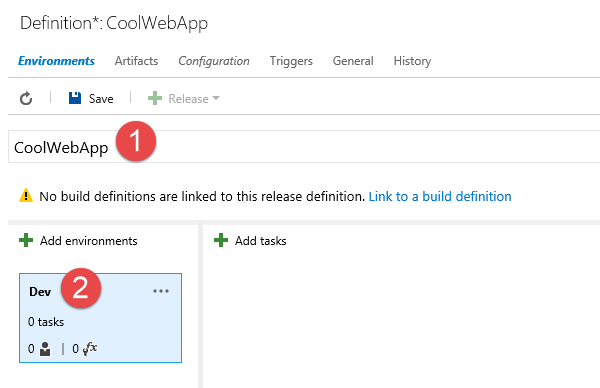 Definition*: CoolWebApp
Environments Artifacts Configuration Triggers General History
Save Release
CoolWebApp 1
No build definitions are linked to this release definition. Link to a build definition
Add environments Add tasks
Dev 2 ...
0 tasks
0 | 0 fx